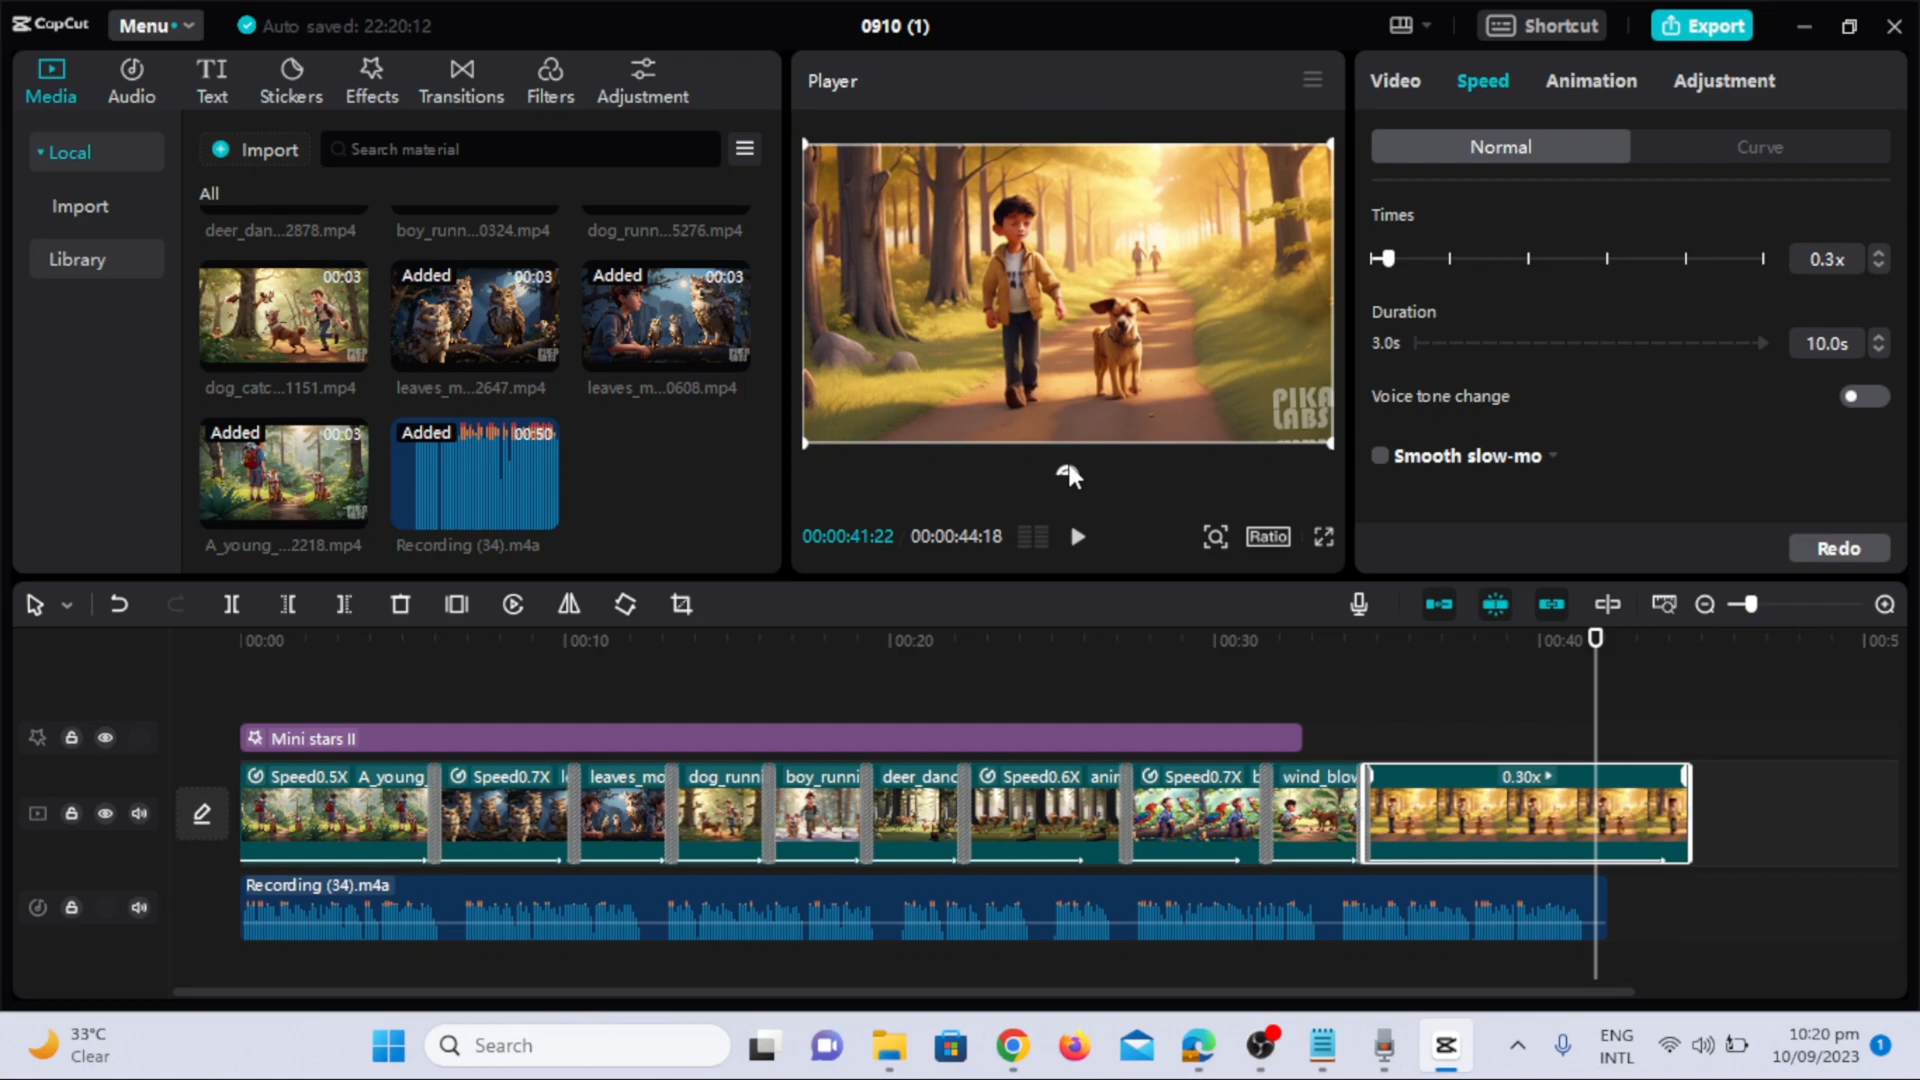 CapCut
Menu
Auto saved: 22:20:12
0910 (1)
Shortcut
Export
Media
Audio
Text
Stickers
Effects
Transitions
Filters
Adjustment
Local
Import
Library
Import
Search material
All
deer_dan...2878.mp4
boy_runn...0324.mp4
dog_runn...5276.mp4
00:03
Added
00:03
Added
00:03
dog_catc...1151.mp4
leaves_m...2647.mp4
leaves_m...0608.mp4
Added
00:03
Added
00:50
A_young_...2218.mp4
Recording (34).m4a
Player
PIKA
LABS
00:00:41:22
00:00:44:18
Ratio
Video
Speed
Animation
Adjustment
Normal
Curve
Times
0.3x
Duration
3.0s
10.0s
Voice tone change
Smooth slow-mo
Redo
00:00
00:10
00:20
00:30
00:40
00:5
Mini stars II
Speed0.5X A_young_
Speed0.7X l
leaves_mo
dog_runni
boy_runni
deer_danc
Speed0.6X anir
Speed0.7X b
wind_blow
0.30x
Recording (34).m4a
33°C
Clear
Search
ENG
INTL
10:20 pm
10/09/2023
1